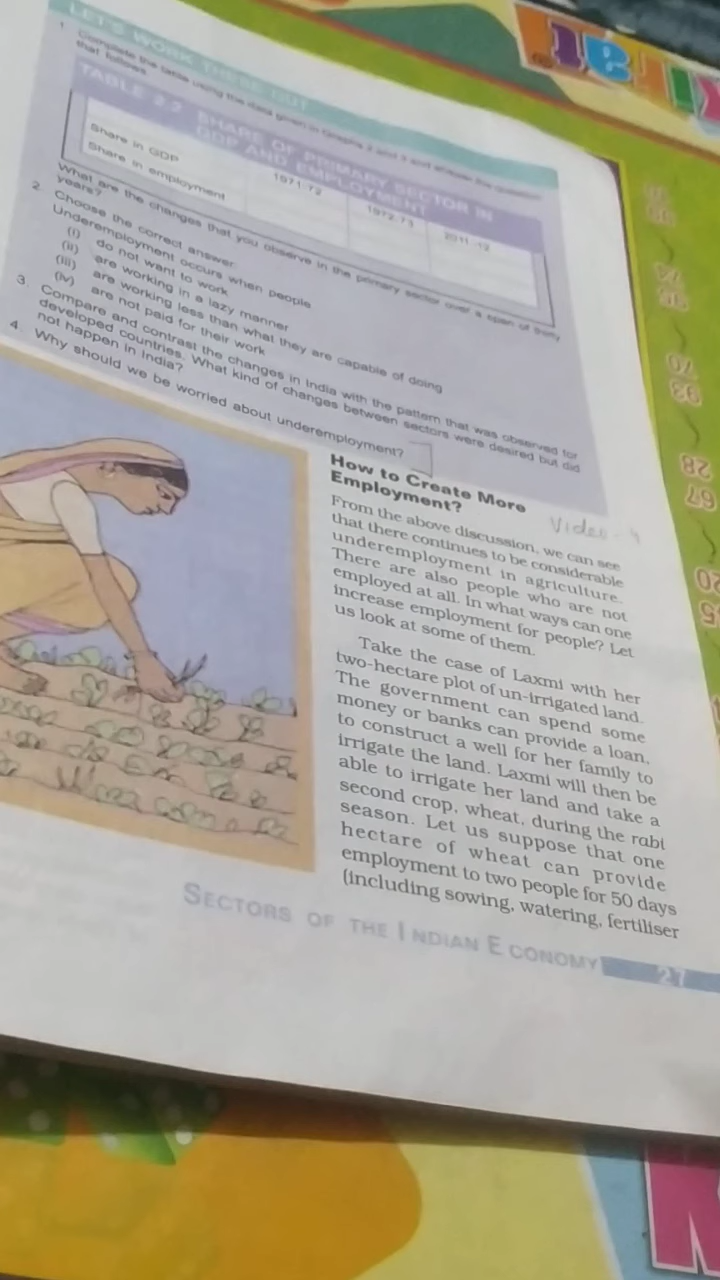 LET'S WORK THESE OUT
1. Complete the table using the data given in Graphs 2 and 3 and answer the question
that follows.
TABLE 2.2 SHARE OF PRIMARY SECTOR IN
GDP AND EMPLOYMENT
1971-72 1972-73 2011-12
Share in GDP
Share in employment
What are the changes that you observe in the primary sector over a span of forty
years?
2. Choose the correct answer
Underemployment occurs when people
(i) do not want to work
(ii) are working in a lazy manner
(iii) are working less than what they are capable of doing
(iv) are not paid for their work
3. Compare and contrast the changes in India with the pattern that was observed for
developed countries. What kind of changes between sectors were desired but did
not happen in India?
4. Why should we be worried about underemployment?
How to Create More
Employment?
Video - 4
From the above discussion, we can see
that there continues to be considerable
underemployment in agriculture.
There are also people who are not
employed at all. In what ways can one
increase employment for people? Let
us look at some of them.
Take the case of Laxmi with her
two-hectare plot of un-irrigated land.
The government can spend some
money or banks can provide a loan,
to construct a well for her family to
irrigate the land. Laxmi will then be
able to irrigate her land and take a
second crop, wheat, during the rabi
season. Let us suppose that one
hectare of wheat can provide
employment to two people for 50 days
(including sowing, watering, fertiliser
SECTORS OF THE INDIAN ECONOMY 27
28
67